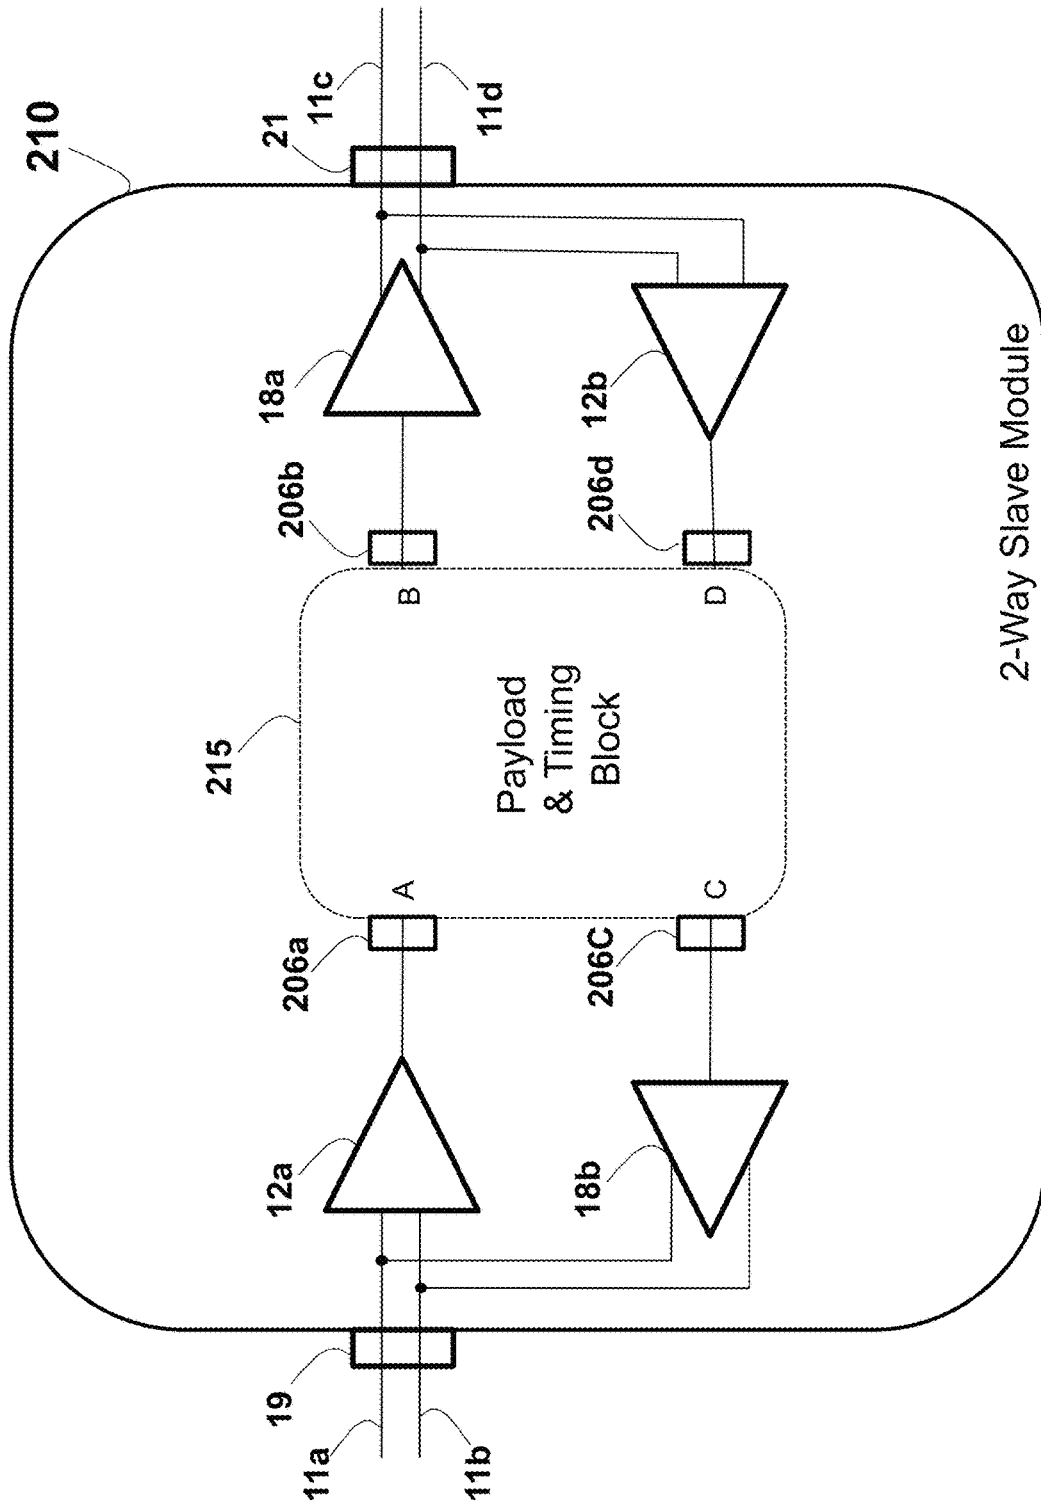 210
11a
11b
19
12a
206a
A
215
Payload
& Timing
Block
206b
B
18a
21
11c
11d
18b
206C
C
206d
D
12b
2-Way Slave Module